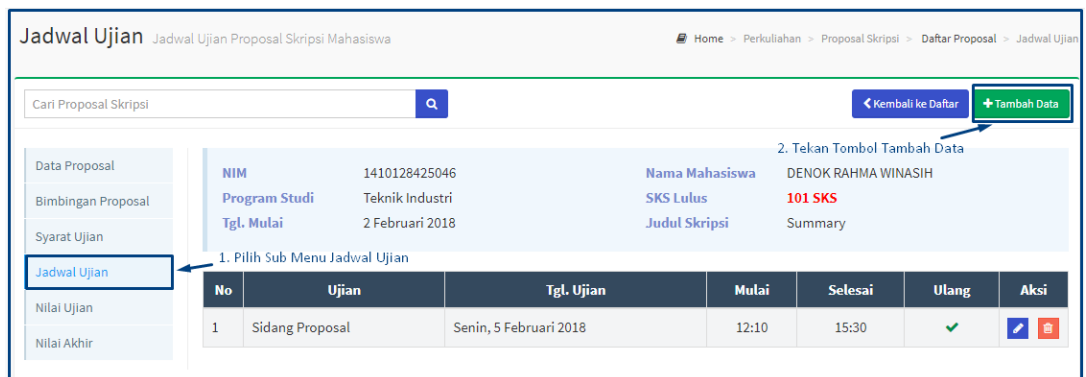 Jadwal Ujian Jadwal Ujian Proposal Skripsi Mahasiswa
Home > Perkuliahan > Proposal Skripsi > Daftar Proposal > Jadwal Ujian
Cari Proposal Skripsi
Kembali ke Daftar
+ Tambah Data
2. Tekan Tombol Tambah Data
Data Proposal
Bimbingan Proposal
Syarat Ujian
Jadwal Ujian
Nilai Ujian
Nilai Akhir
NIM 1410128425046 Nama Mahasiswa DENOK RAHMA WINASIH
Program Studi Teknik Industri SKS Lulus 101 SKS
Tgl. Mulai 2 Februari 2018 Judul Skripsi Summary
1. Pilih Sub Menu Jadwal Ujian
No Ujian Tgl. Ujian Mulai Selesai Ulang Aksi
1 Sidang Proposal Senin, 5 Februari 2018 12:10 15:30